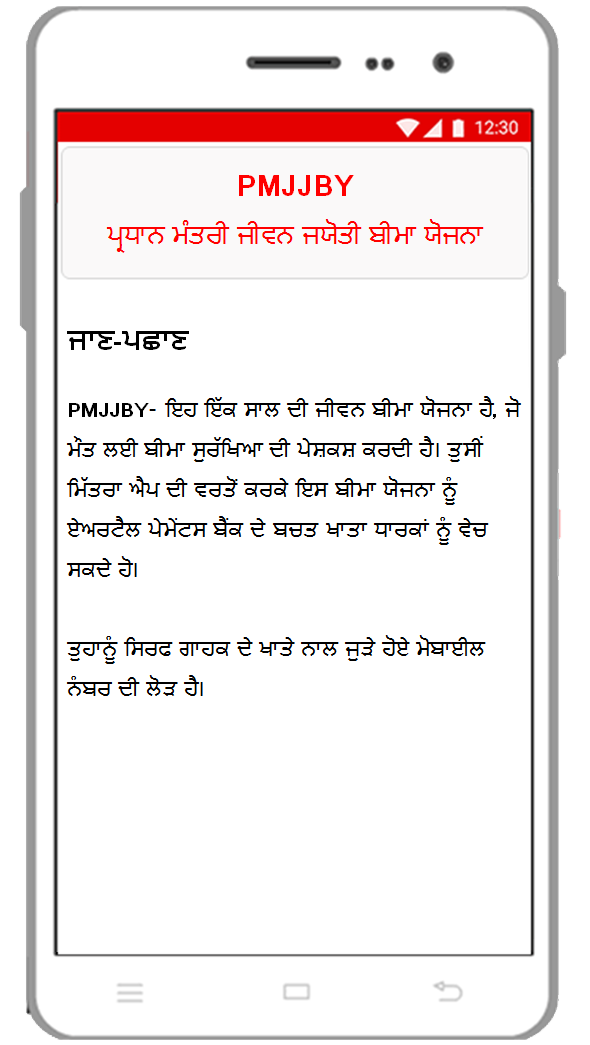 12:30
PMJJBY
ਪ੍ਰਧਾਨ ਮੰਤਰੀ ਜੀਵਨ ਜਯੋਤੀ ਬੀਮਾ ਯੋਜਨਾ
ਜਾਣ-ਪਛਾਣ
PMJJBY- ਇਹ ਇੱਕ ਸਾਲ ਦੀ ਜੀਵਨ ਬੀਮਾ ਯੋਜਨਾ ਹੈ, ਜੋ
ਮੌਤ ਲਈ ਬੀਮਾ ਸੁਰੱਖਿਆ ਦੀ ਪੇਸ਼ਕਸ਼ ਕਰਦੀ ਹੈ। ਤੁਸੀਂ
ਮਿੱਤਰਾ ਐਪ ਦੀ ਵਰਤੋਂ ਕਰਕੇ ਇਸ ਬੀਮਾ ਯੋਜਨਾ ਨੂੰ
ਏਅਰਟੈਲ ਪੇਮੇਂਟਸ ਬੈਂਕ ਦੇ ਬਚਤ ਖਾਤਾ ਧਾਰਕਾਂ ਨੂੰ ਵੇਚ
ਸਕਦੇ ਹੋ।
ਤੁਹਾਨੂੰ ਸਿਰਫ ਗਾਹਕ ਦੇ ਖਾਤੇ ਨਾਲ ਜੁੜੇ ਹੋਏ ਮੋਬਾਈਲ
ਨੰਬਰ ਦੀ ਲੋੜ ਹੈ।